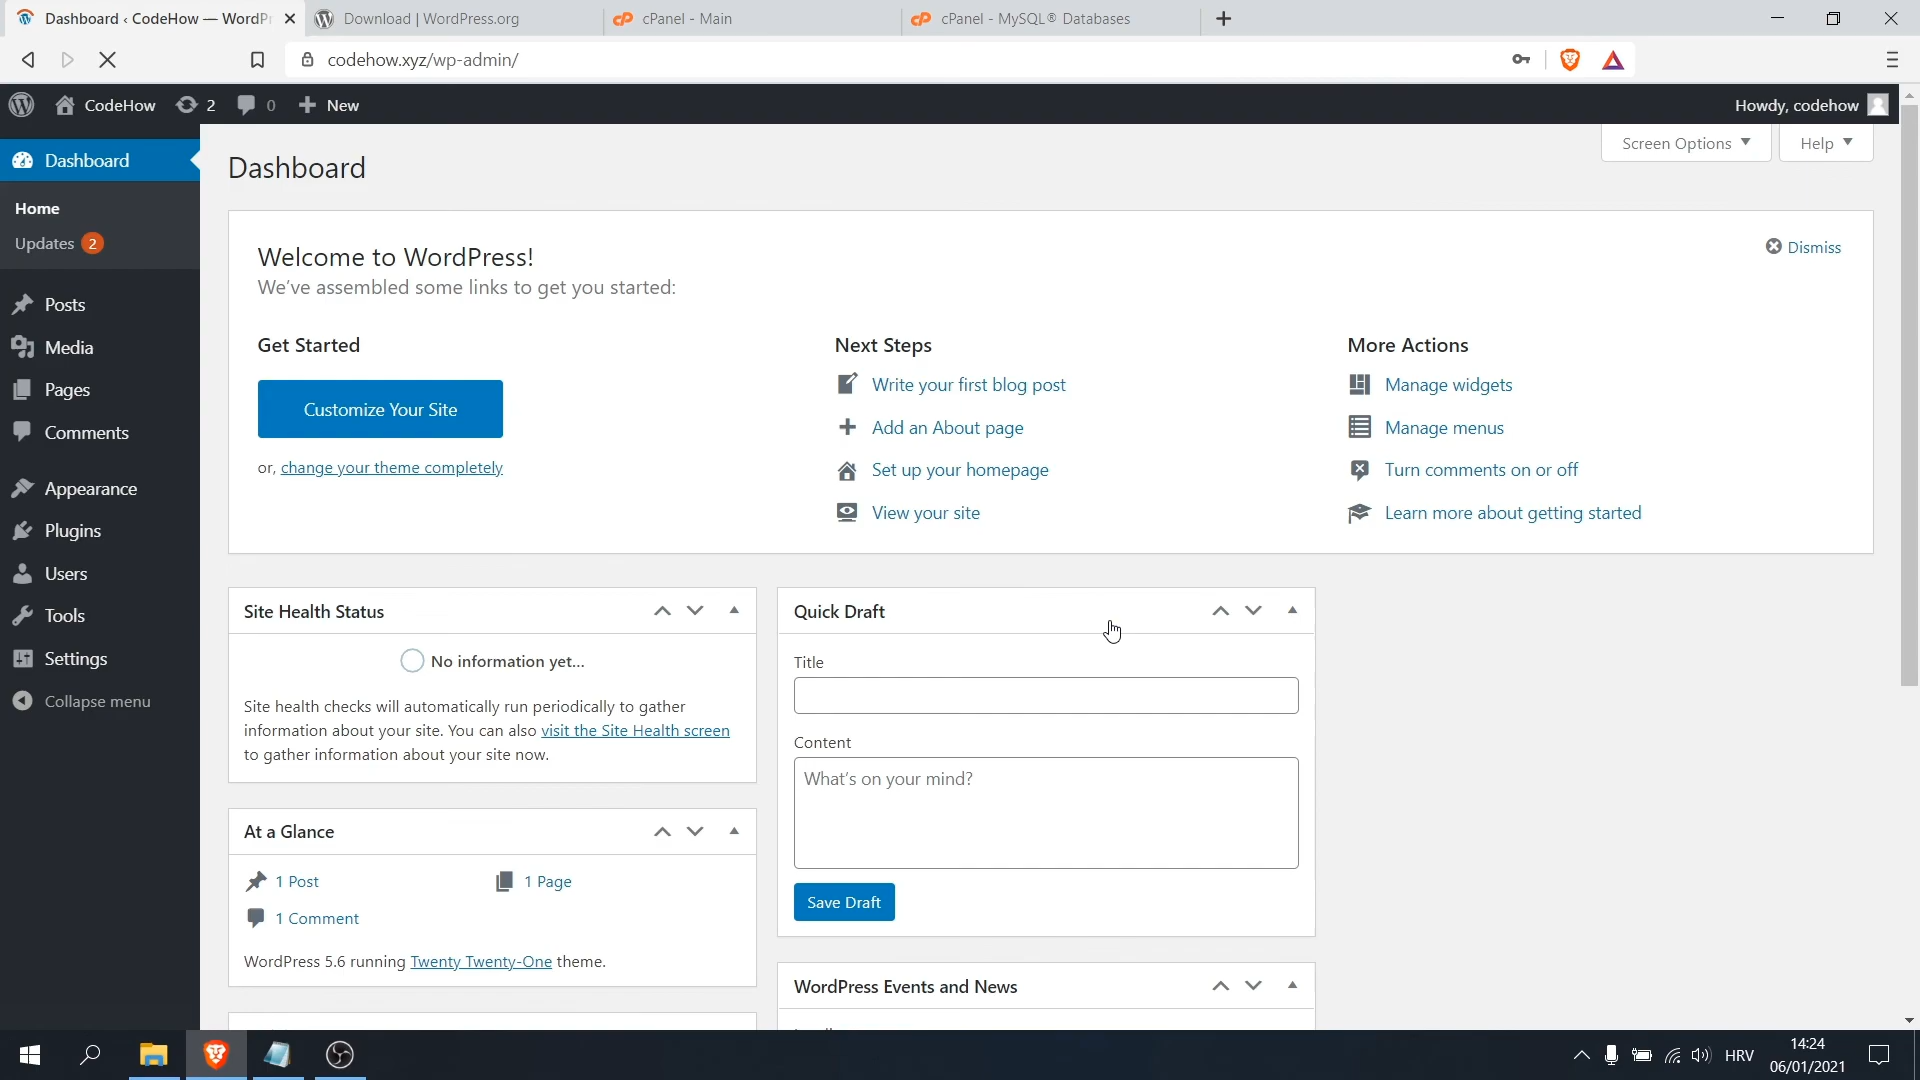 Dashboard ‹ CodeHow — WordPr
Download | WordPress.org
cPanel - Main
cPanel - MySQL® Databases
codehow.xyz/wp-admin/
CodeHow
2
0
New
Howdy, codehow
Dashboard
Home
Updates 2
Posts
Media
Pages
Comments
Appearance
Plugins
Users
Tools
Settings
Collapse menu
Screen Options
Help
Dashboard
Welcome to WordPress!
We've assembled some links to get you started:
Dismiss
Get Started
Customize Your Site
or, change your theme completely
Next Steps
Write your first blog post
Add an About page
Set up your homepage
View your site
More Actions
Manage widgets
Manage menus
Turn comments on or off
Learn more about getting started
Site Health Status
No information yet...
Site health checks will automatically run periodically to gather
information about your site. You can also visit the Site Health screen
to gather information about your site now.
At a Glance
1 Post
1 Page
1 Comment
WordPress 5.6 running Twenty Twenty-One theme.
Quick Draft
Title
Content
What's on your mind?
Save Draft
WordPress Events and News
HRV
14:24
06/01/2021